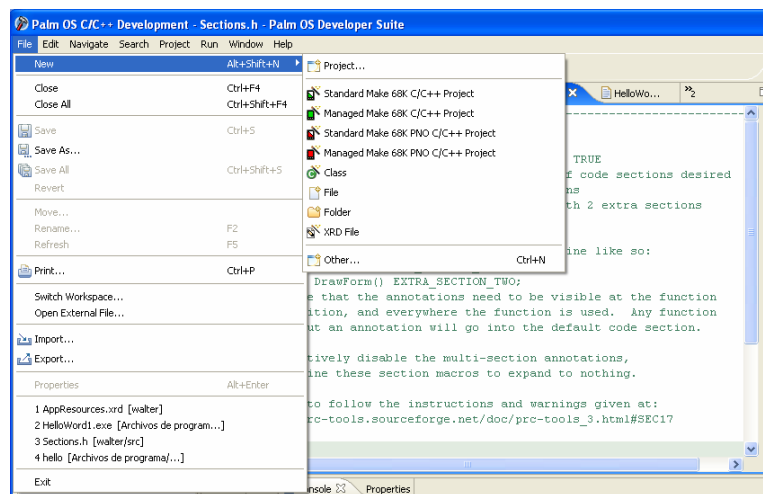 Palm OS C/C++ Development - Sections.h - Palm OS Developer Suite
File Edit Navigate Search Project Run Window Help
New Alt+Shift+N
Close Ctrl+F4
Close All Ctrl+Shift+F4
Save Ctrl+S
Save As...
Save All Ctrl+Shift+S
Revert
Move...
Rename... F2
Refresh F5
Print... Ctrl+P
Switch Workspace...
Open External File...
Import...
Export...
Properties Alt+Enter
1 AppResources.xrd [walter]
2 HelloWord1.exe [Archivos de program...]
3 Sections.h [walter/src]
4 hello [Archivos de programa/...]
Exit
Project...
Standard Make 68K C/C++ Project
Managed Make 68K C/C++ Project
Standard Make 68K PNO C/C++ Project
Managed Make 68K PNO C/C++ Project
Class
File
Folder
XRD File
Other... Ctrl+N
HelloWo... »2
TRUE
f code sections desired
ns
th 2 extra sections
ine like so:
DrawForm() EXTRA_SECTION_TWO;
e that the annotations need to be visible at the function
ition, and everywhere the function is used. Any function
ut an annotation will go into the default code section.
tively disable the multi-section annotations,
ine these section macros to expand to nothing.
to follow the instructions and warnings given at:
rc-tools.sourceforge.net/doc/prc-tools_3.html#SEC17
onsole Properties